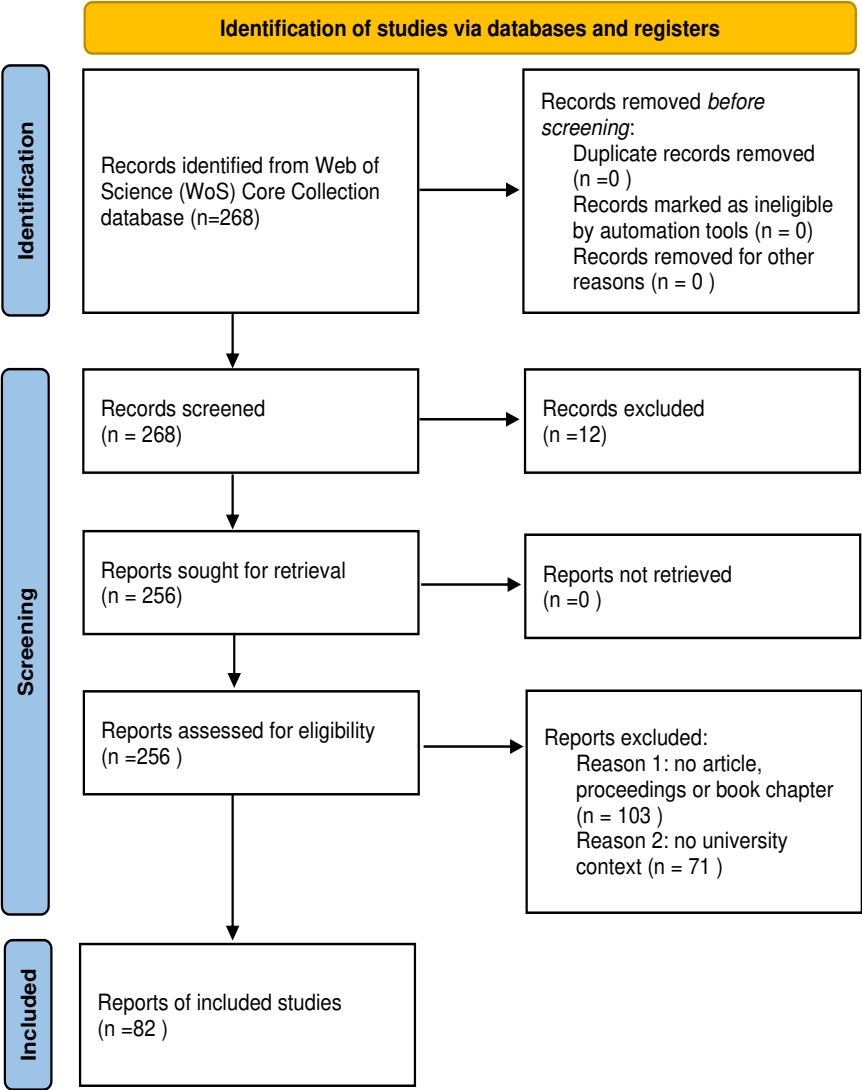 Identification of studies via databases and registers
Identification
Records identified from Web of
Science (WoS) Core Collection
database (n=268)
Records removed before
screening:
Duplicate records removed
(n =0 )
Records marked as ineligible
by automation tools (n = 0)
Records removed for other
reasons (n = 0 )
Screening
Records screened
(n = 268)
Records excluded
(n =12)
Reports sought for retrieval
(n = 256)
Reports not retrieved
(n =0 )
Reports assessed for eligibility
(n =256 )
Reports excluded:
Reason 1: no article,
proceedings or book chapter
(n = 103 )
Reason 2: no university
context (n = 71 )
Included
Reports of included studies
(n =82 )